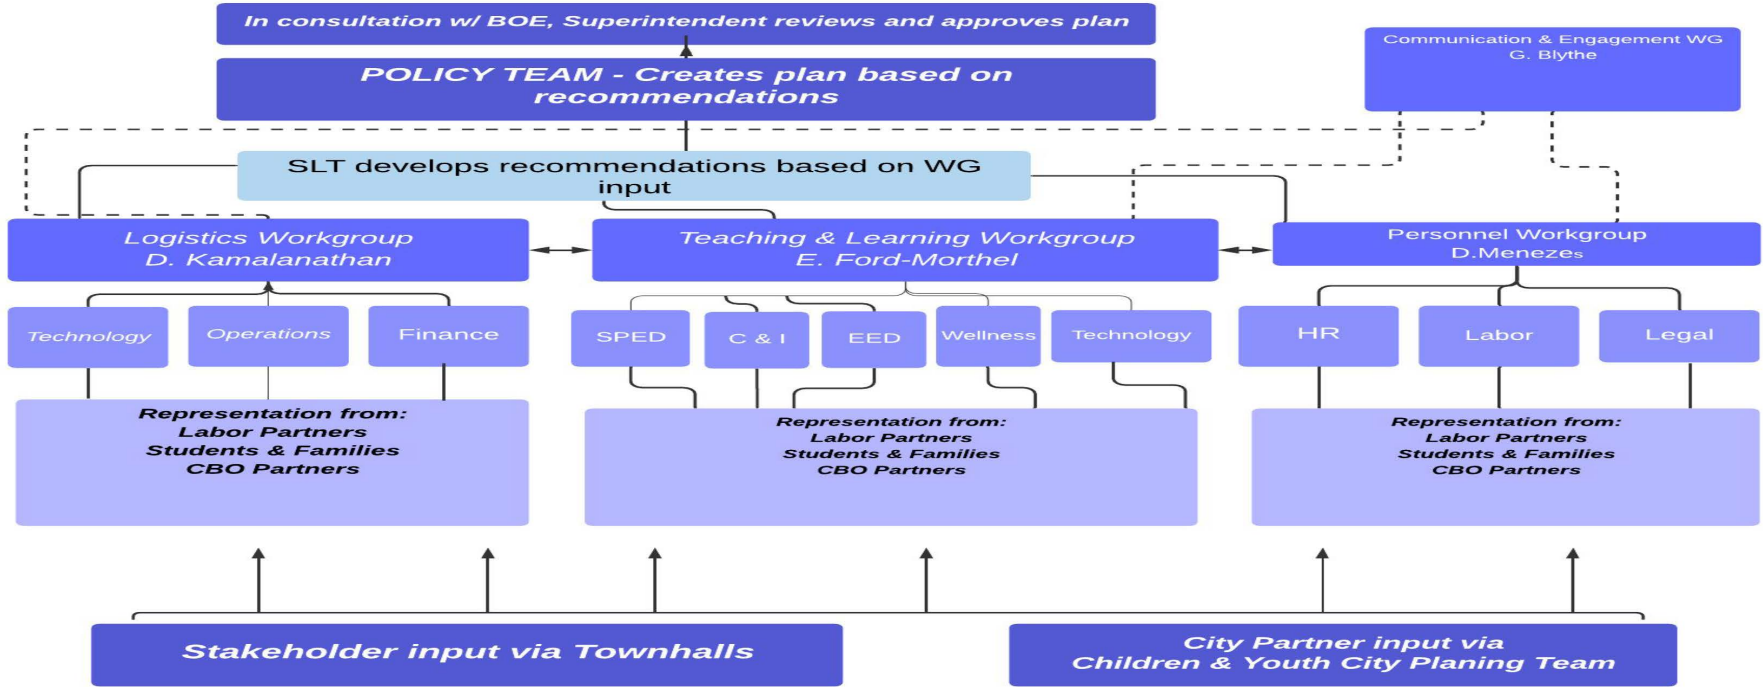 In consultation w/ BOE, Superintendent reviews and approves plan
Communication & Engagement WG
G. Blythe
POLICY TEAM - Creates plan based on
recommendations
SLT develops recommendations based on WG
input
Logistics Workgroup
D. Kamalanathan
Teaching & Learning Workgroup
E. Ford-Morthel
Personnel Workgroup
D.Menezes
Technology
Operations
Finance
SPED
C & I
EED
Wellness
Technology
HR
Labor
Legal
Representation from:
Labor Partners
Students & Families
CBO Partners
Representation from:
Labor Partners
Students & Families
CBO Partners
Representation from:
Labor Partners
Students & Families
CBO Partners
Stakeholder input via Townhalls
City Partner input via
Children & Youth City Planing Team